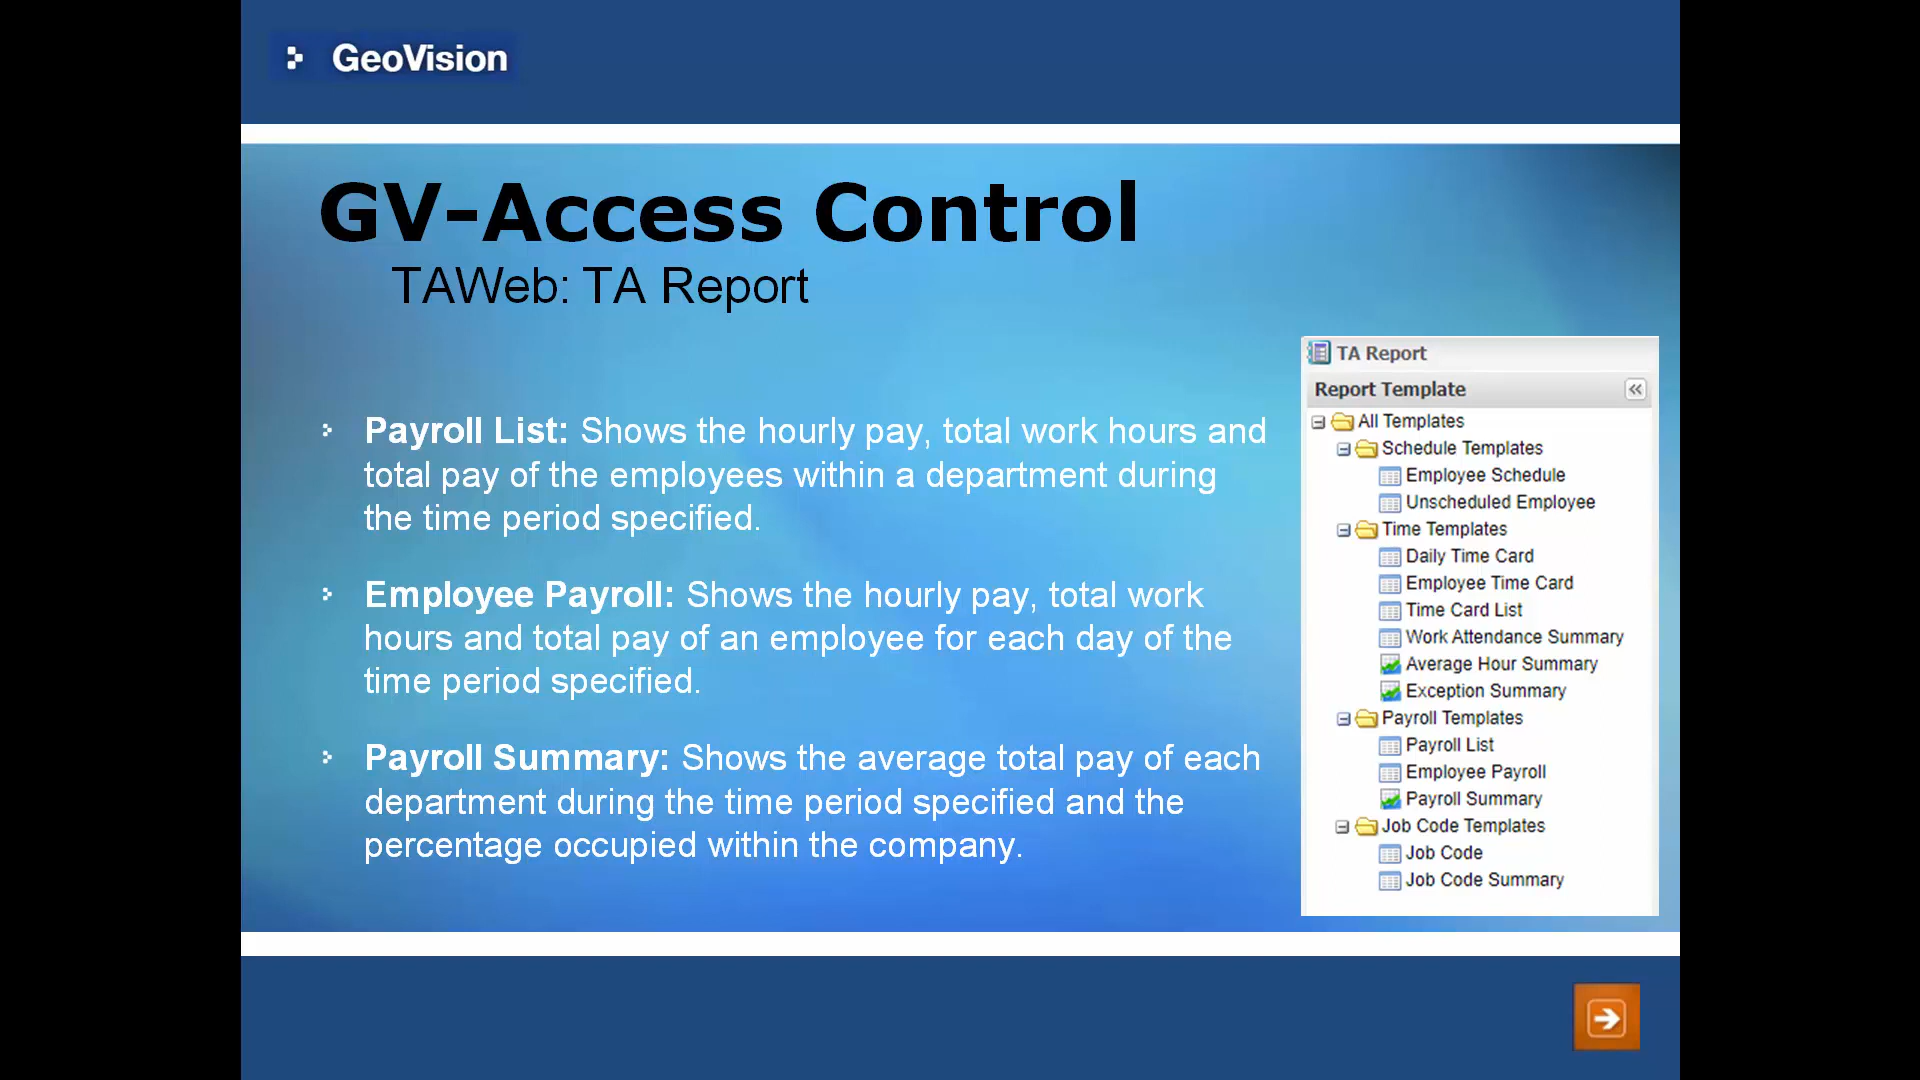 GeoVision
GV-Access Control
TAWeb: TA Report
Payroll List: Shows the hourly pay, total work hours and
total pay of the employees within a department during
the time period specified.
Employee Payroll: Shows the hourly pay, total work
hours and total pay of an employee for each day of the
time period specified.
Payroll Summary: Shows the average total pay of each
department during the time period specified and the
percentage occupied within the company.
TA Report
Report Template
All Templates
Schedule Templates
Employee Schedule
Unscheduled Employee
Time Templates
Daily Time Card
Employee Time Card
Time Card List
Work Attendance Summary
Average Hour Summary
Exception Summary
Payroll Templates
Payroll List
Employee Payroll
Payroll Summary
Job Code Templates
Job Code
Job Code Summary